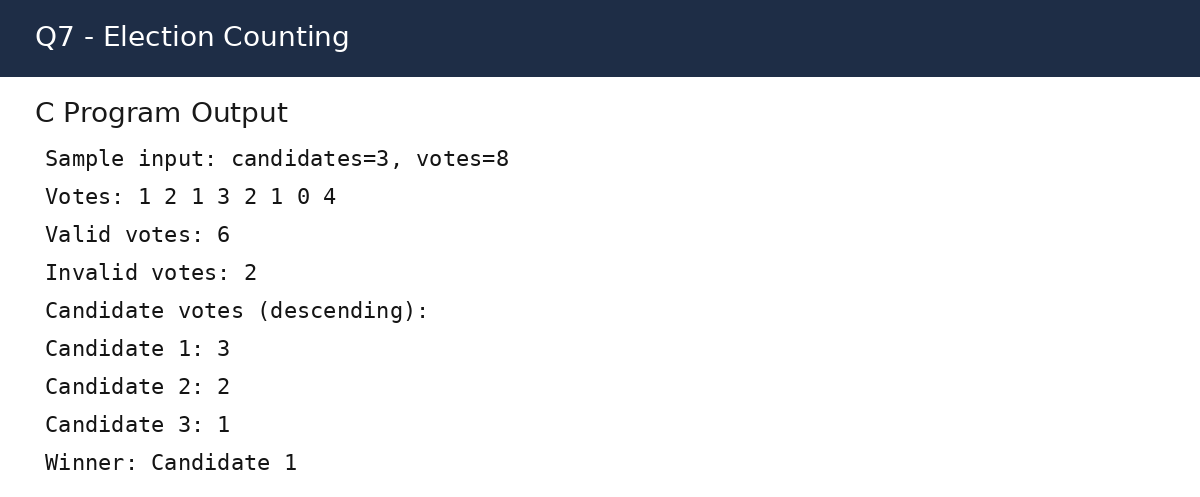 Q7 - Election Counting
C Program Output
Sample input: candidates=3, votes=8
Votes: 1 2 1 3 2 1 0 4
Valid votes: 6
Invalid votes: 2
Candidate votes (descending):
Candidate 1: 3
Candidate 2: 2
Candidate 3: 1
Winner: Candidate 1